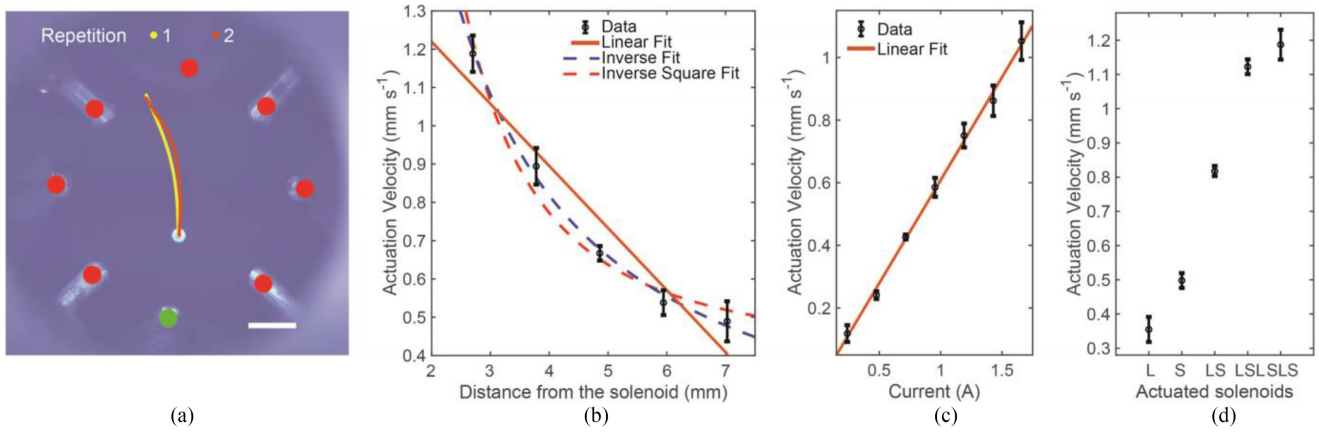 Repetition 1 2
(a)
Actuation Velocity (mm s⁻¹)
1.3
1.2
1.1
1
0.9
0.8
0.7
0.6
0.5
0.4
Data
Linear Fit
Inverse Fit
Inverse Square Fit
2 3 4 5 6 7
Distance from the solenoid (mm)
(b)
Actuation Velocity (mm s⁻¹)
1
0.8
0.6
0.4
0.2
Data
Linear Fit
0.5 1 1.5
Current (A)
(c)
Actuation Velocity (mm s⁻¹)
1.2
1.1
1
0.9
0.8
0.7
0.6
0.5
0.4
0.3
L S LS LSL SLS
Actuated solenoids
(d)